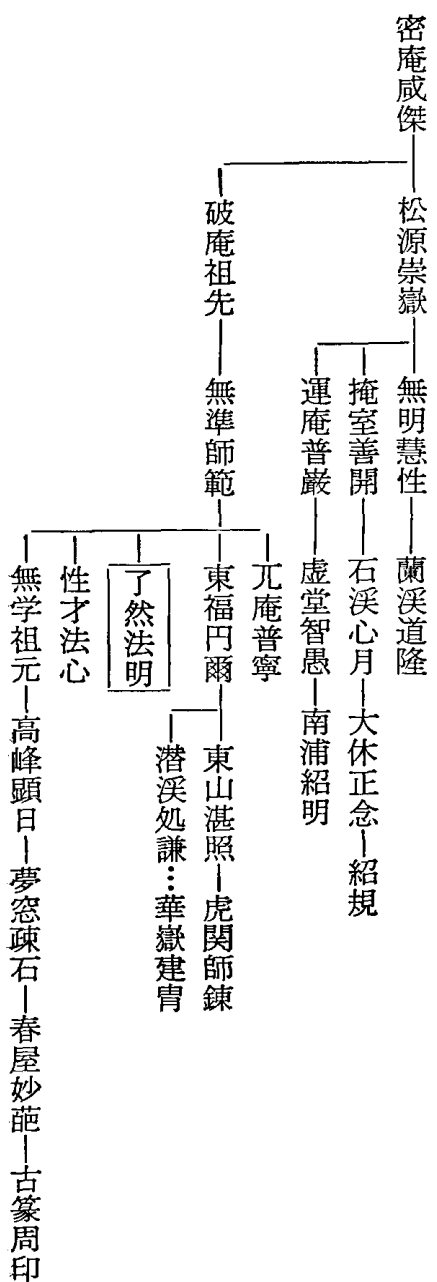 密庵咸傑
松源崇嶽
無明慧性
蘭渓道隆
掩室善開
石渓心月
大休正念
紹規
運庵普巌
虚堂智愚
南浦紹明
破庵祖先
無準師範
兀庵普寧
東福円爾
東山湛照
虎関師錬
潜渓処謙…華嶽建冑
了然法明
性才法心
無学祖元
高峰顕日
夢窓疎石
春屋妙葩
古篆周印